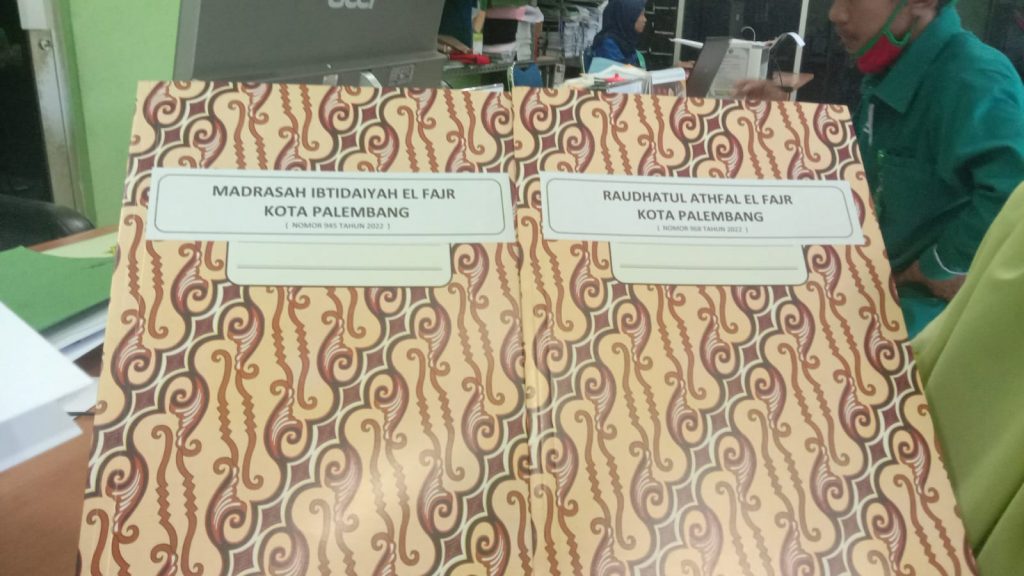 acer
MADRASAH IBTIDAIYAH EL FAJR
KOTA PALEMBANG
( NOMOR 945 TAHUN 2022 )
RAUDHATUL ATHFAL EL FAJR
KOTA PALEMBANG
( NOMOR 968 TAHUN 2022 )